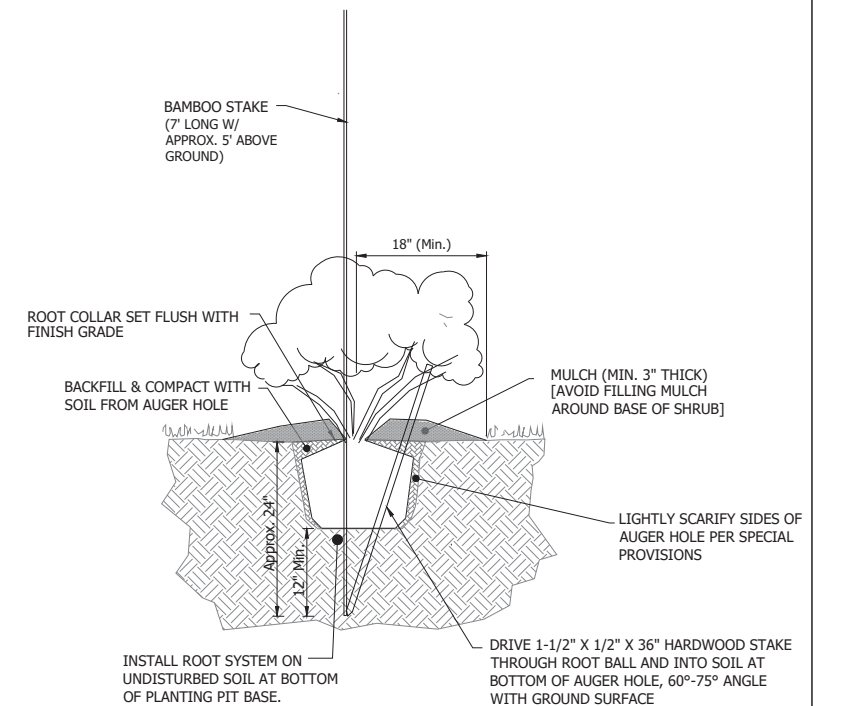 BAMBOO STAKE
(7' LONG W/
APPROX. 5' ABOVE
GROUND)
18" (Min.)
ROOT COLLAR SET FLUSH WITH
FINISH GRADE
BACKFILL & COMPACT WITH
SOIL FROM AUGER HOLE
MULCH (MIN. 3" THICK)
[AVOID FILLING MULCH
AROUND BASE OF SHRUB]
Approx. 24"
12" Min.
LIGHTLY SCARIFY SIDES OF
AUGER HOLE PER SPECIAL
PROVISIONS
INSTALL ROOT SYSTEM ON
UNDISTURBED SOIL AT BOTTOM
OF PLANTING PIT BASE.
DRIVE 1-1/2" X 1/2" X 36" HARDWOOD STAKE
THROUGH ROOT BALL AND INTO SOIL AT
BOTTOM OF AUGER HOLE, 60°-75° ANGLE
WITH GROUND SURFACE